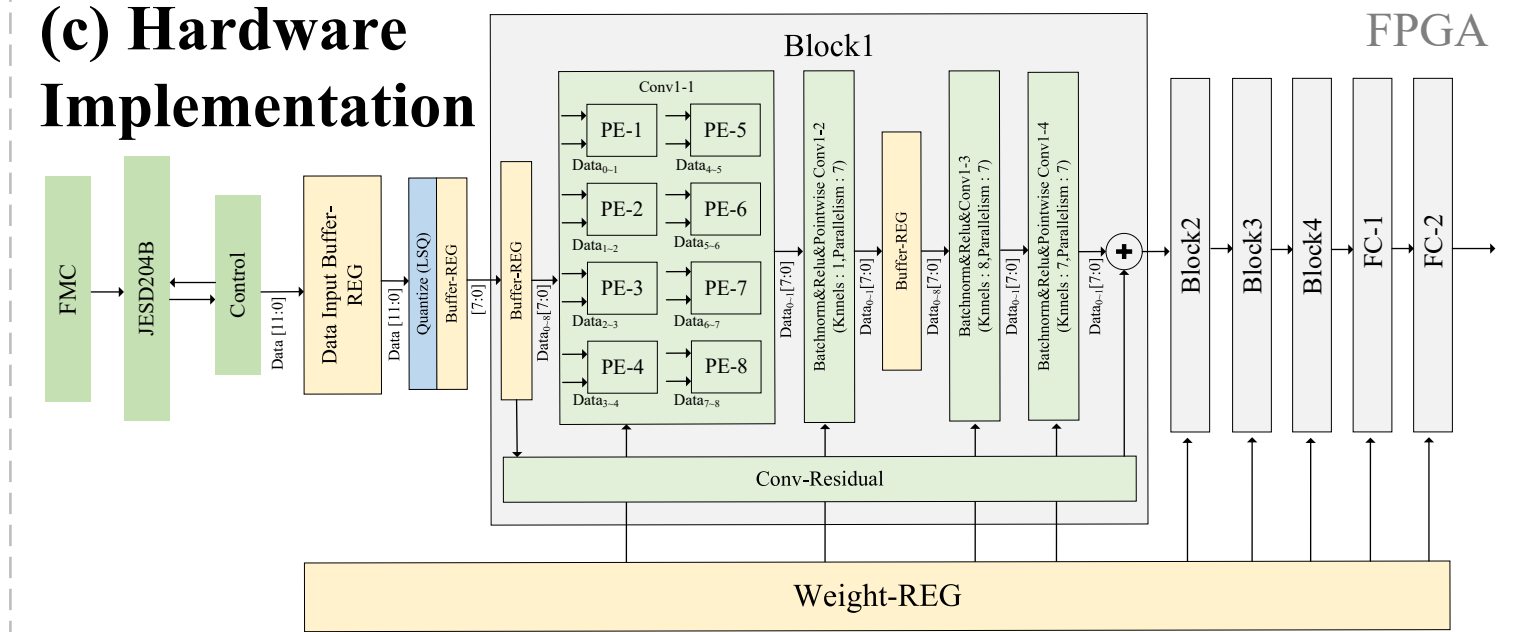 (c) Hardware
Implementation
FPGA
FMC
JESD204B
Control
Data [11:0]
Data Input Buffer-
REG
Data [11:0]
Quantize (LSQ)
Buffer-REG
[7:0]
Block1
Buffer-REG
Data0~8[7:0]
Conv1-1
PE-1
Data0~1
PE-5
Data4~5
PE-2
Data1~2
PE-6
Data5~6
PE-3
Data2~3
PE-7
Data6~7
PE-4
Data3~4
PE-8
Data7~8
Data0~1[7:0]
Batchnorm&Relu&Pointwise Conv1-2
(Knnels : 1,Parallelism : 7)
Data0~1[7:0]
Buffer-REG
Data0~8[7:0]
Batchnorm&Relu&Conv1-3
(Knnels : 8,Parallelism : 7)
Data0~1[7:0]
Batchnorm&Relu&Pointwise Conv1-4
(Knnels : 7,Parallelism : 7)
Data0~1[7:0]
+
Conv-Residual
Block2
Block3
Block4
FC-1
FC-2
Weight-REG